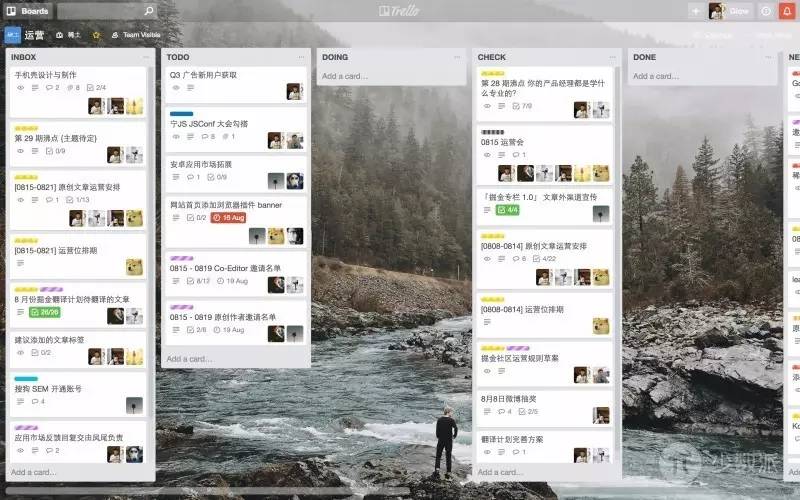 Boards
Trello
Glow
运营
稀土
Team Visible
INBOX
手机壳设计与制作
2
8
2/4
第 29 期沸点 (主题待定)
0/9
[0815-0821] 原创文章运营安排
1
1/13
[0815-0821] 运营位排期
8 月份掘金翻译计划待翻译的文章
26/26
建议添加的文章标签
0/2
搜狗 SEM 开通账号
4
应用市场反馈回复交由凤尾负责
2
Add a card…
TODO
Q3 广告新用户获取
宁JS JSConf 大会勾搭
8
1
安卓应用市场拓展
1
0/9
网站首页添加浏览器插件 banner
0/2
16 Aug
0815 - 0819 Co-Editor 邀请名单
8/12
19 Aug
0815 - 0819 原创作者邀请名单
2/6
19 Aug
Add a card…
DOING
Add a card…
CHECK
第 28 期沸点 你的产品经理都是学什
么专业的?
7/9
0815 运营会
1
「掘金专栏 1.0」 文章外渠道宣传
4/4
[0808-0814] 原创文章运营安排
6
4/22
[0808-0814] 运营位排期
掘金社区运营规则草案
8月8日微博抽奖
4
2/5
翻译计划完善方案
1
Add a card…
DONE
Add a card…
NE